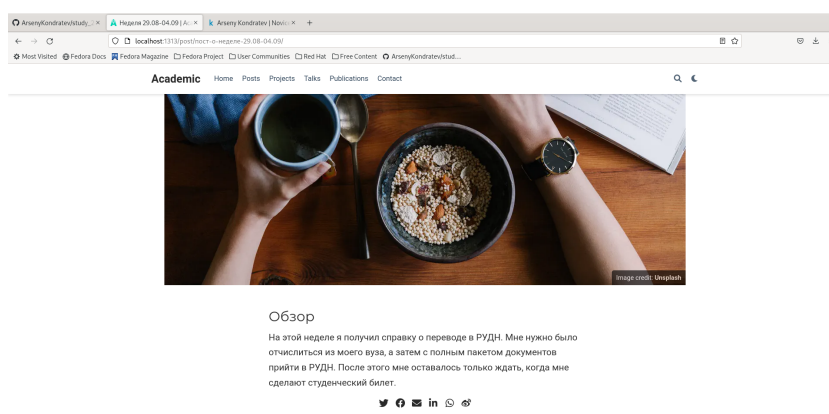 ArsenyKondratev/study_2
Неделя 29.08-04.09 | Ac
Arseny Kondratev | Novic
localhost:1313/post/пост-о-неделе-29.08-04.09/
Most Visited Fedora Docs Fedora Magazine Fedora Project User Communities Red Hat Free Content ArsenyKondratev/stud…
Academic Home Posts Projects Talks Publications Contact
Image credit: Unsplash
Обзор
На этой неделе я получил справку о переводе в РУДН. Мне нужно было
отчислиться из моего вуза, а затем с полным пакетом документов
прийти в РУДН. После этого мне оставалось только ждать, когда мне
сделают студенческий билет.